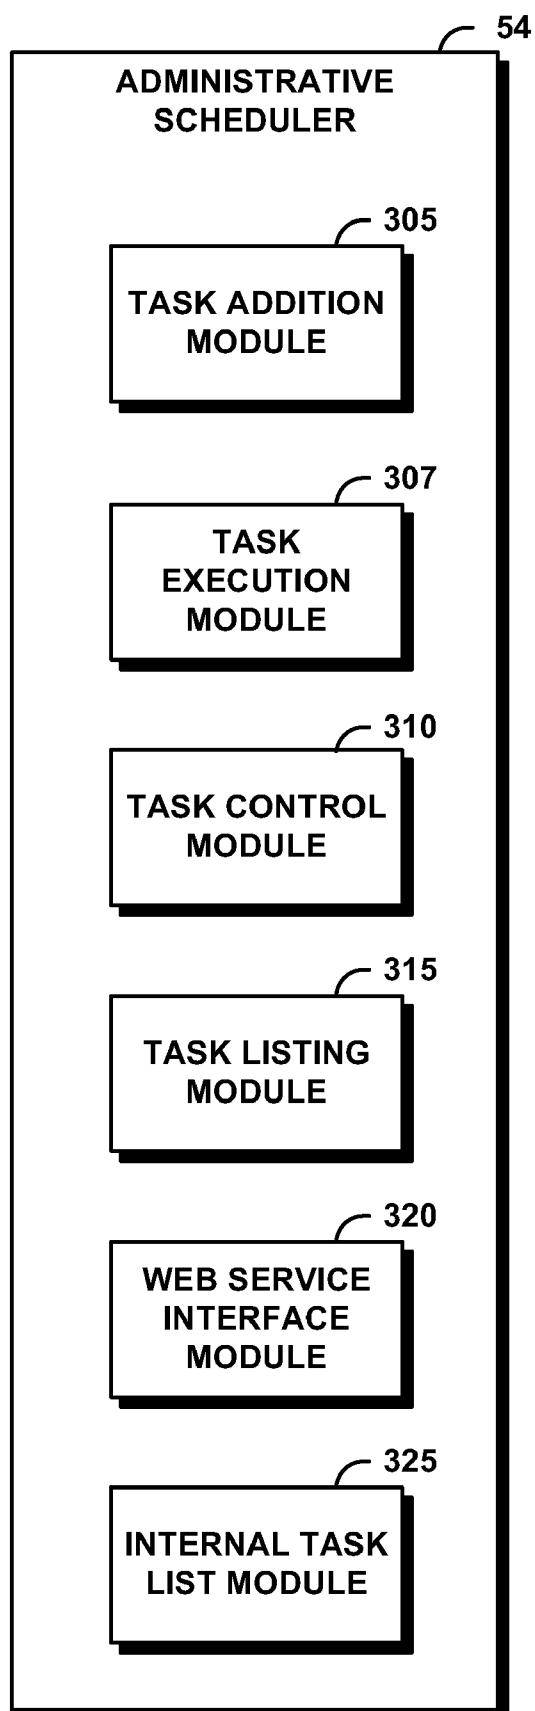 54
ADMINISTRATIVE
SCHEDULER
305
TASK ADDITION
MODULE
307
TASK
EXECUTION
MODULE
310
TASK CONTROL
MODULE
315
TASK LISTING
MODULE
320
WEB SERVICE
INTERFACE
MODULE
325
INTERNAL TASK
LIST MODULE